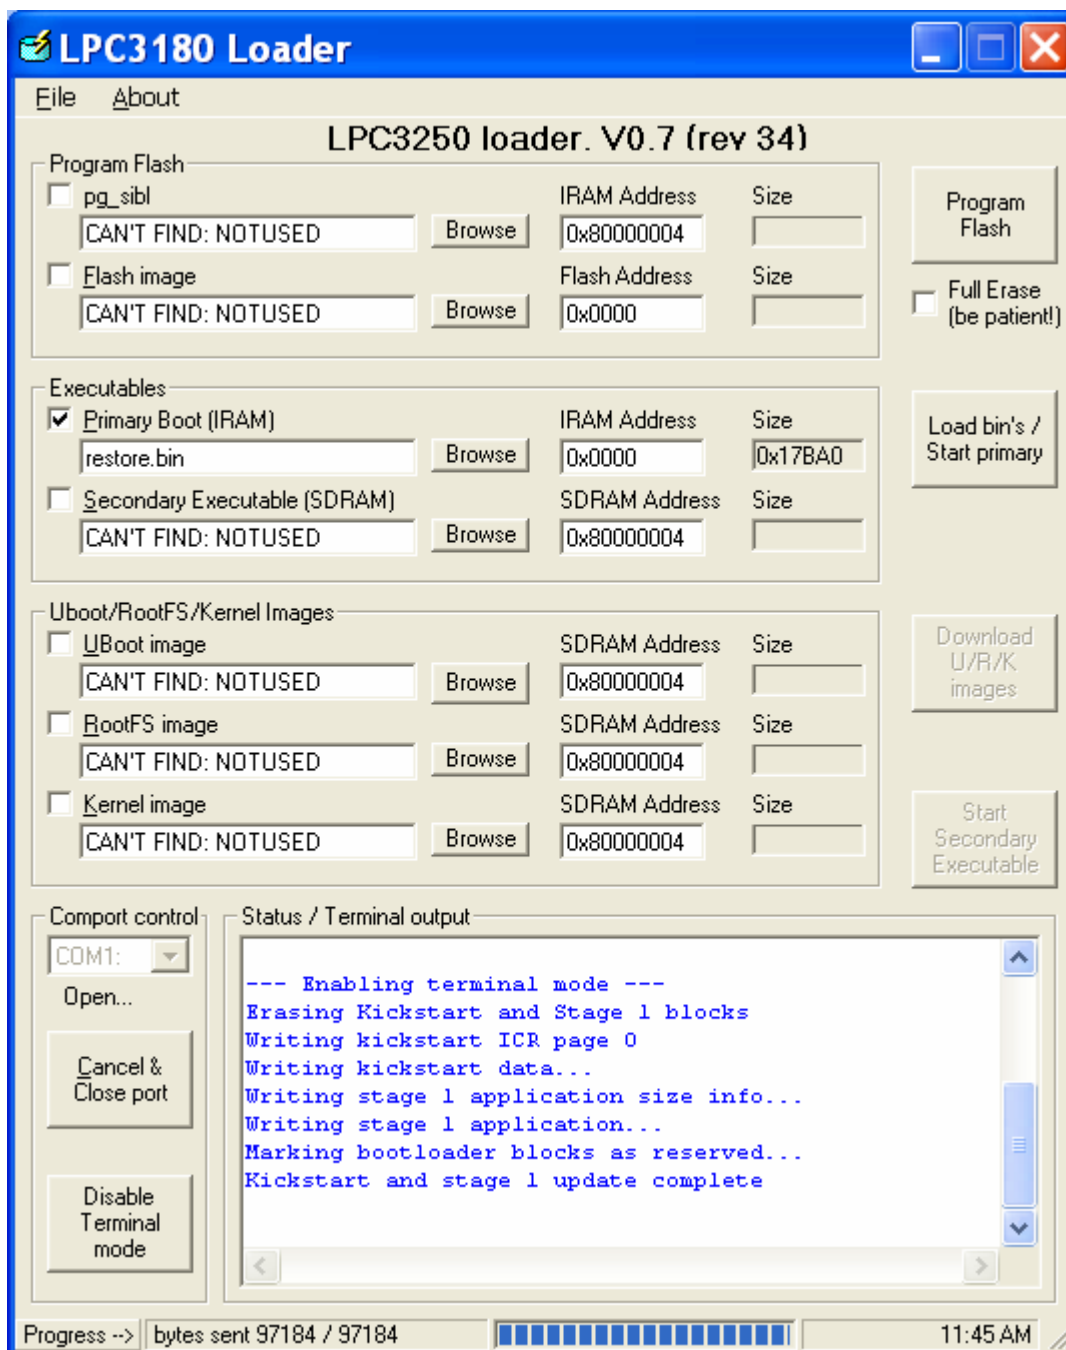 LPC3180 Loader
File About
LPC3250 loader. V0.7 (rev 34)
Program Flash
pg_sibl IRAM Address Size
CAN'T FIND: NOTUSED Browse 0x80000004
Flash image Flash Address Size
CAN'T FIND: NOTUSED Browse 0x0000
Program
Flash
Full Erase
(be patient!)
Executables
Primary Boot (IRAM) IRAM Address Size
restore.bin Browse 0x0000 0x17BA0
Secondary Executable (SDRAM) SDRAM Address Size
CAN'T FIND: NOTUSED Browse 0x80000004
Load bin's /
Start primary
Uboot/RootFS/Kernel Images
UBoot image SDRAM Address Size
CAN'T FIND: NOTUSED Browse 0x80000004
RootFS image SDRAM Address Size
CAN'T FIND: NOTUSED Browse 0x80000004
Kernel image SDRAM Address Size
CAN'T FIND: NOTUSED Browse 0x80000004
Download
U/R/K
images
Start
Secondary
Executable
Comport control
COM1:
Open...
Cancel &
Close port
Disable
Terminal
mode
Status / Terminal output
--- Enabling terminal mode ---
Erasing Kickstart and Stage 1 blocks
Writing kickstart ICR page 0
Writing kickstart data...
Writing stage 1 application size info...
Writing stage 1 application...
Marking bootloader blocks as reserved...
Kickstart and stage 1 update complete
Progress --> bytes sent 97184 / 97184 11:45 AM